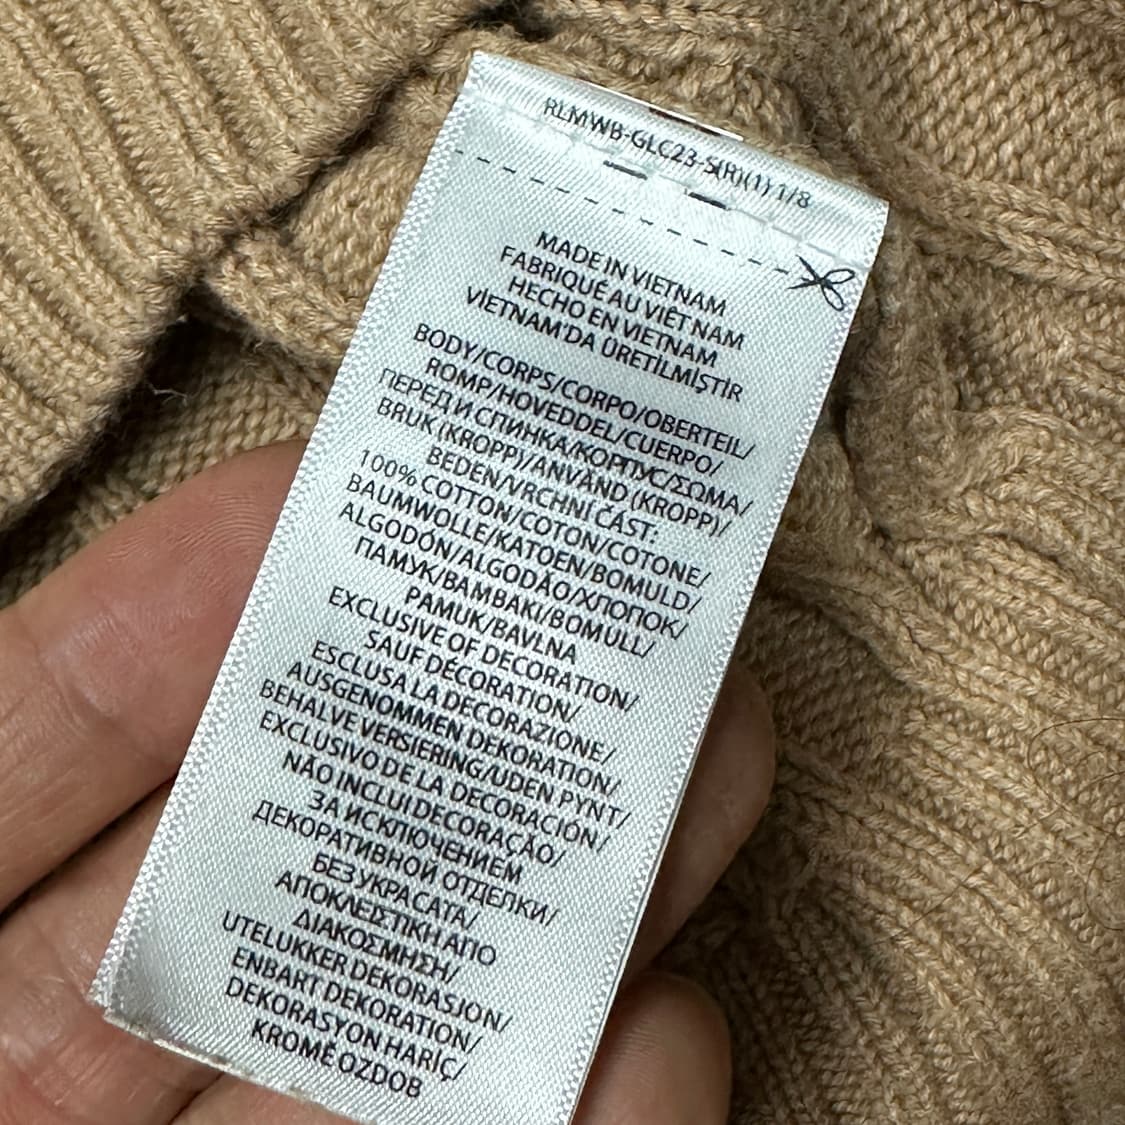 RLMWB-GLC23-S(R)(1) 1/8
MADE IN VIETNAM
FABRIQUÉ AU VIÊT NAM
HECHO EN VIETNAM
VIETNAM'DA ÜRETİLMİŞTİR
BODY/CORPS/CORPO/OBERTEIL/
ROMP/HOVEDDEL/CUERPO/
ПЕРЕД И СПИНКА/КОРПУС/ΣΩΜΑ/
BRUK (KROPP)/ANVÄND (KROPP)/
BEDEN/VRCHNÍ ČÁST:
100% COTTON/COTON/COTONE/
BAUMWOLLE/KATOEN/BOMULD/
ALGODÓN/ALGODÃO/ХЛОПОК/
ПАМУК/BAMBAKI/BOMULL/
PAMUK/BAVLNA
EXCLUSIVE OF DECORATION/
SAUF DÉCORATION/
ESCLUSA LA DECORAZIONE/
AUSGENOMMEN DEKORATION/
BEHALVE VERSIERING/UDEN PYNT/
EXCLUSIVO DE LA DECORACIÓN/
NÃO INCLUI DECORAÇÃO/
ЗА ИСКЛЮЧЕНИЕМ
ДЕКОРАТИВНОЙ ОТДЕЛКИ/
БЕЗ УКРАСАТА/
ΑΠΟΚΛΕΙΣΤΙΚΗ ΑΠΟ
ΔΙΑΚΟΣΜΗΣΗ/
UTELUKKER DEKORASJON/
ENBART DEKORATION/
DEKORASYON HARİÇ/
KROMĚ OZDOB